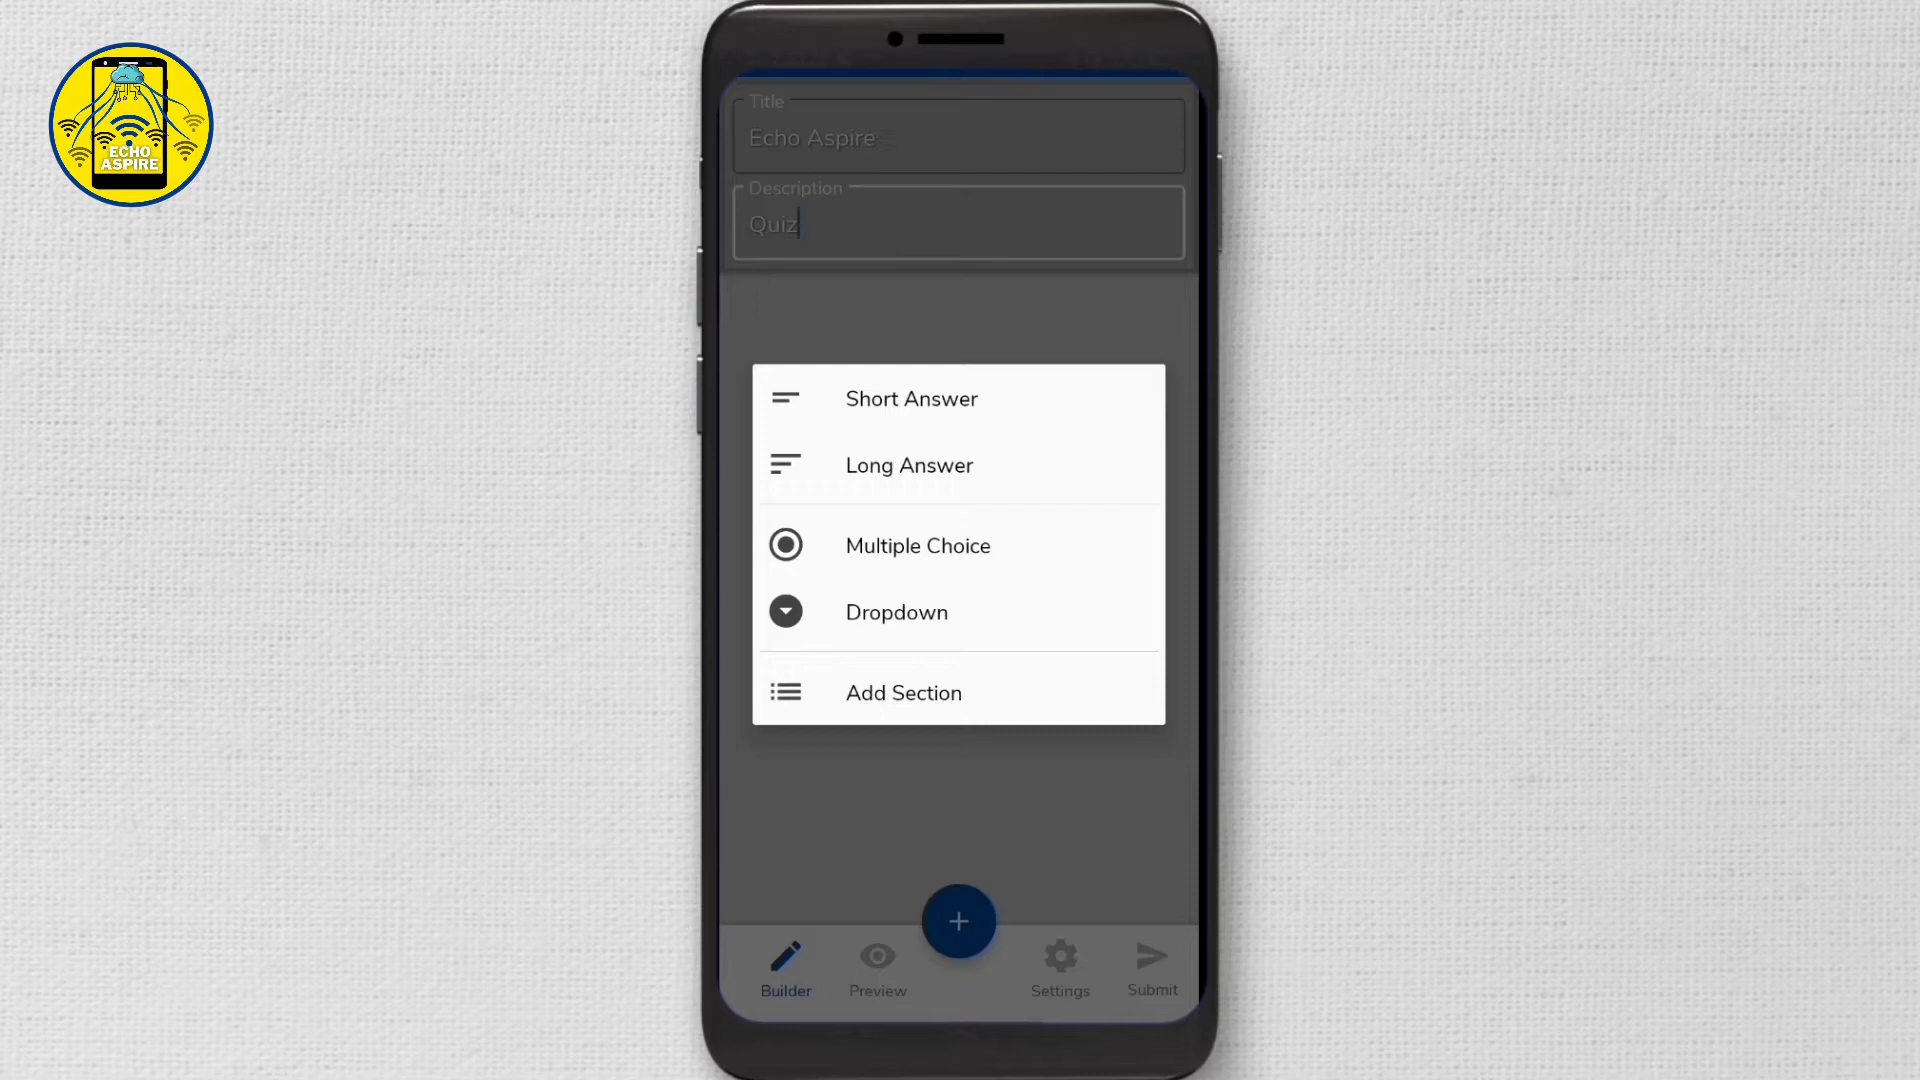 ECHO
ASPIRE
Title
Echo Aspire
Description
Quiz
Short Answer
Long Answer
Multiple Choice
Dropdown
Add Section
Builder
Preview
Settings
Submit